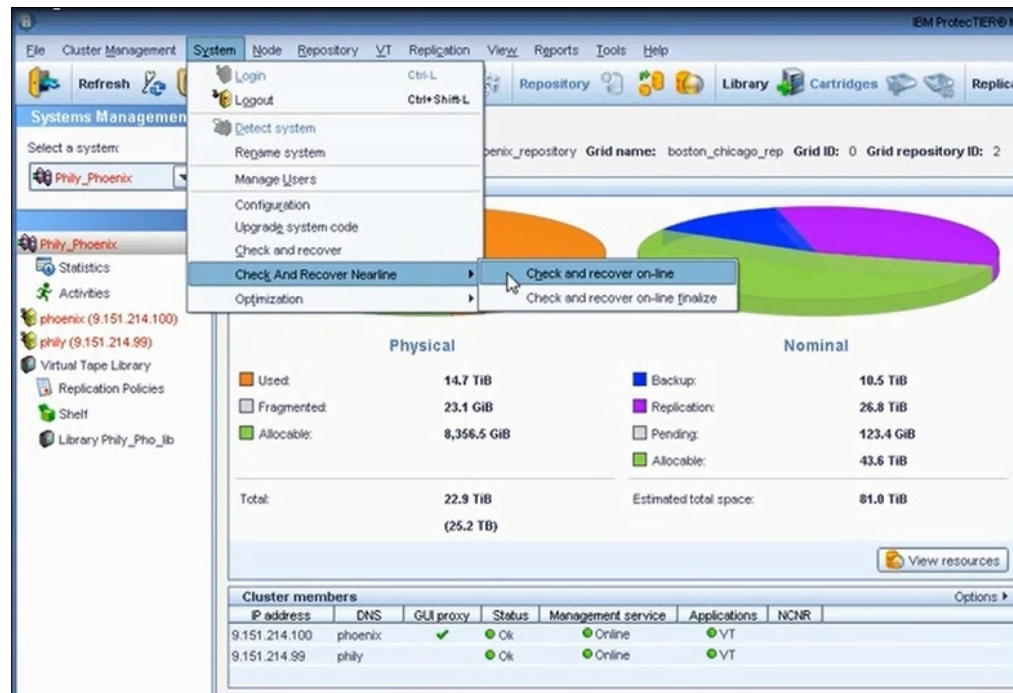 IBM ProtecTIER®
File Cluster Management System Node Repository VT Replication View Reports Tools Help
Refresh Repository Library Cartridges Replic
Login Ctrl-L
Logout Ctrl+Shift-L
Detect system
Rename system
Manage Users
Configuration
Upgrade system code
Check and recover
Check And Recover Nearline
Optimization
Check and recover on-line
Check and recover on-line finalize
Systems Managemen
Select a system:
Phily_Phoenix
Phily_Phoenix
Statistics
Activities
phoenix (9.151.214.100)
phily (9.151.214.99)
Virtual Tape Library
Replication Policies
Shelf
Library Phily_Pho_lib
oenix_repository Grid name: boston_chicago_rep Grid ID: 0 Grid repository ID: 2
Physical
Used: 14.7 TiB
Fragmented: 23.1 GiB
Allocable: 8,356.5 GiB
Total: 22.9 TiB
(25.2 TB)
Nominal
Backup: 10.5 TiB
Replication: 26.8 TiB
Pending: 123.4 GiB
Allocable: 43.6 TiB
Estimated total space: 81.0 TiB
View resources
Cluster members Options
IP address DNS GUI proxy Status Management service Applications NCNR
9.151.214.100 phoenix Ok Online VT
9.151.214.99 phily Ok Online VT